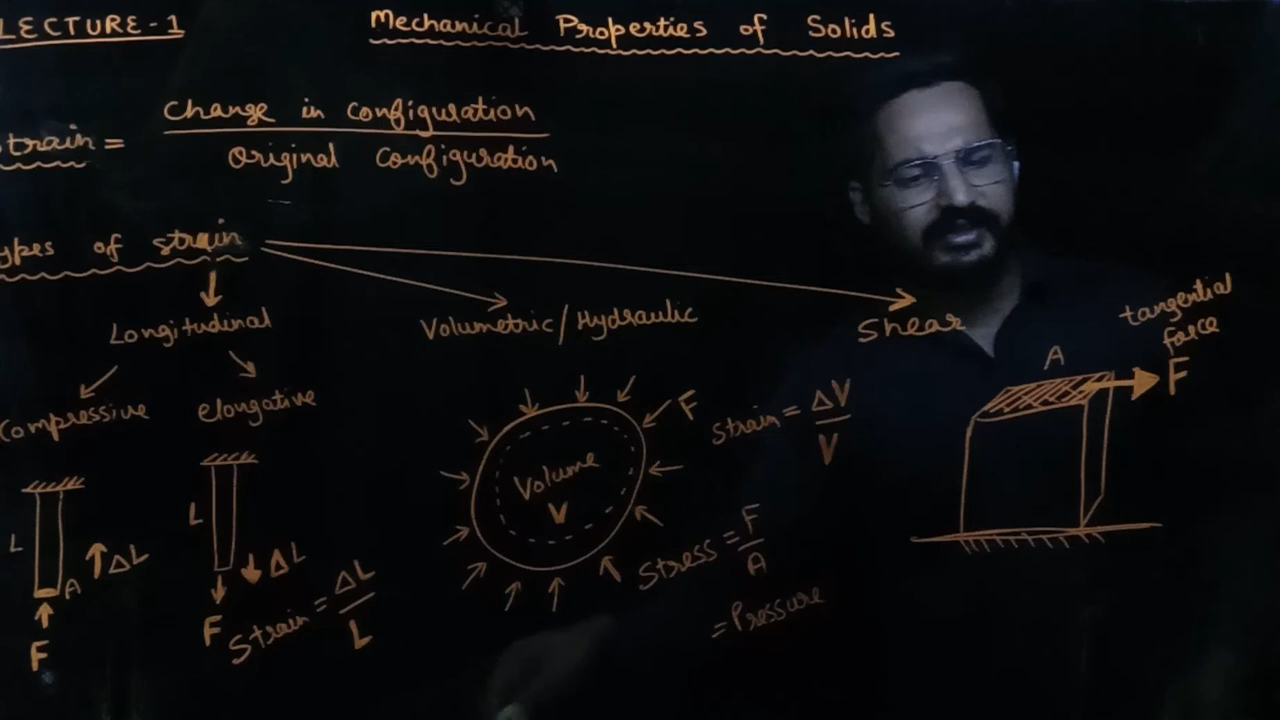 LECTURE-1
Mechanical Properties of Solids
train = Change in configuration
Original configuration
ypes of strain
Longitudinal
Volumetric/Hydraulic
Shear
tangential
force
Compressive
elongative
A
F
F
Strain = ΔV
V
Volume
V
L
L
ΔL
A
ΔL
F
F
Strain = ΔL
L
Stress = F
A
= Pressure